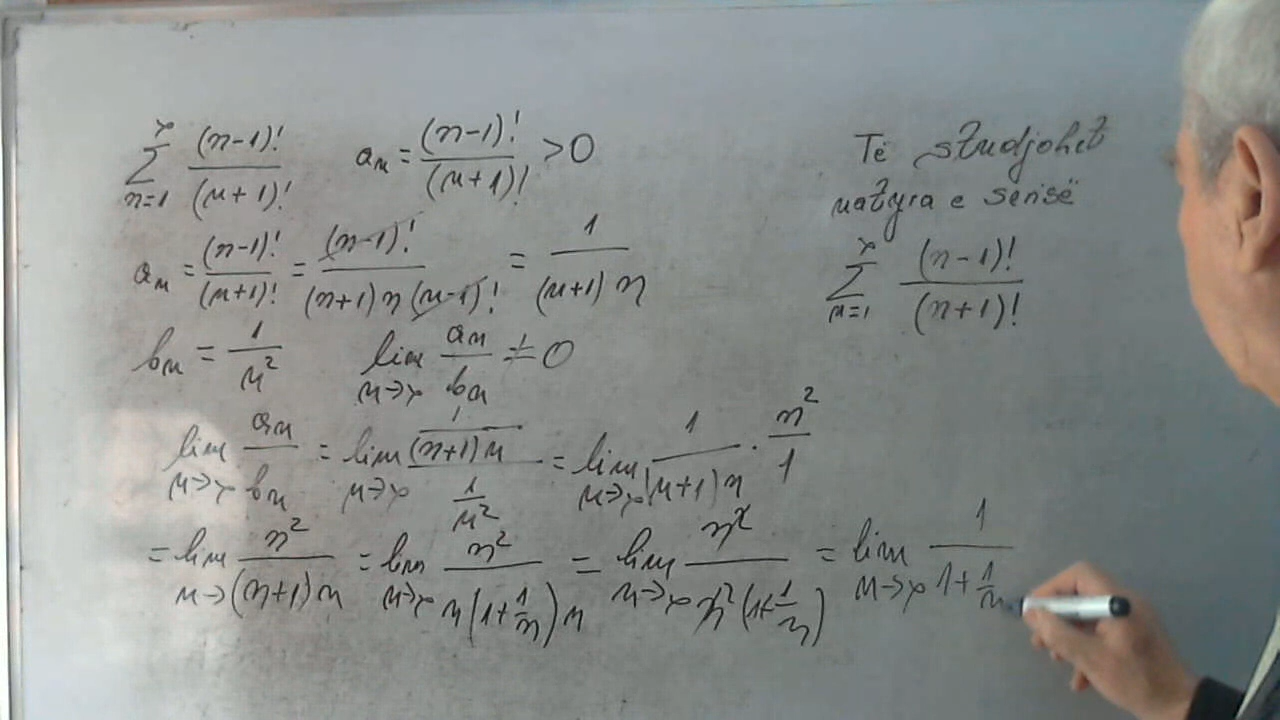 ∑_{n=1}^{∞} (n-1)!/(n+1)!   a_n = (n-1)!/(n+1)! > 0
a_n = (n-1)!/(n+1)! = (n-1)!/((n+1) n (n-1)!) = 1/((n+1) n)
b_n = 1/n²   lim_{n→∞} a_n/b_n ≠ 0
lim_{n→∞} a_n/b_n = lim_{n→∞} (1/((n+1) n))/(1/n²) = lim_{n→∞} 1/((n+1) n) · n²/1
= lim_{n→} n²/((n+1) n) = lim_{n→∞} n²/(n(1+1/n) n) = lim_{n→∞} n²/(n²(1+1/n)) = lim_{n→∞} 1/(1+1/n)
Të studjohet
natyra e serisë
∑_{n=1}^{∞} (n-1)!/(n+1)!